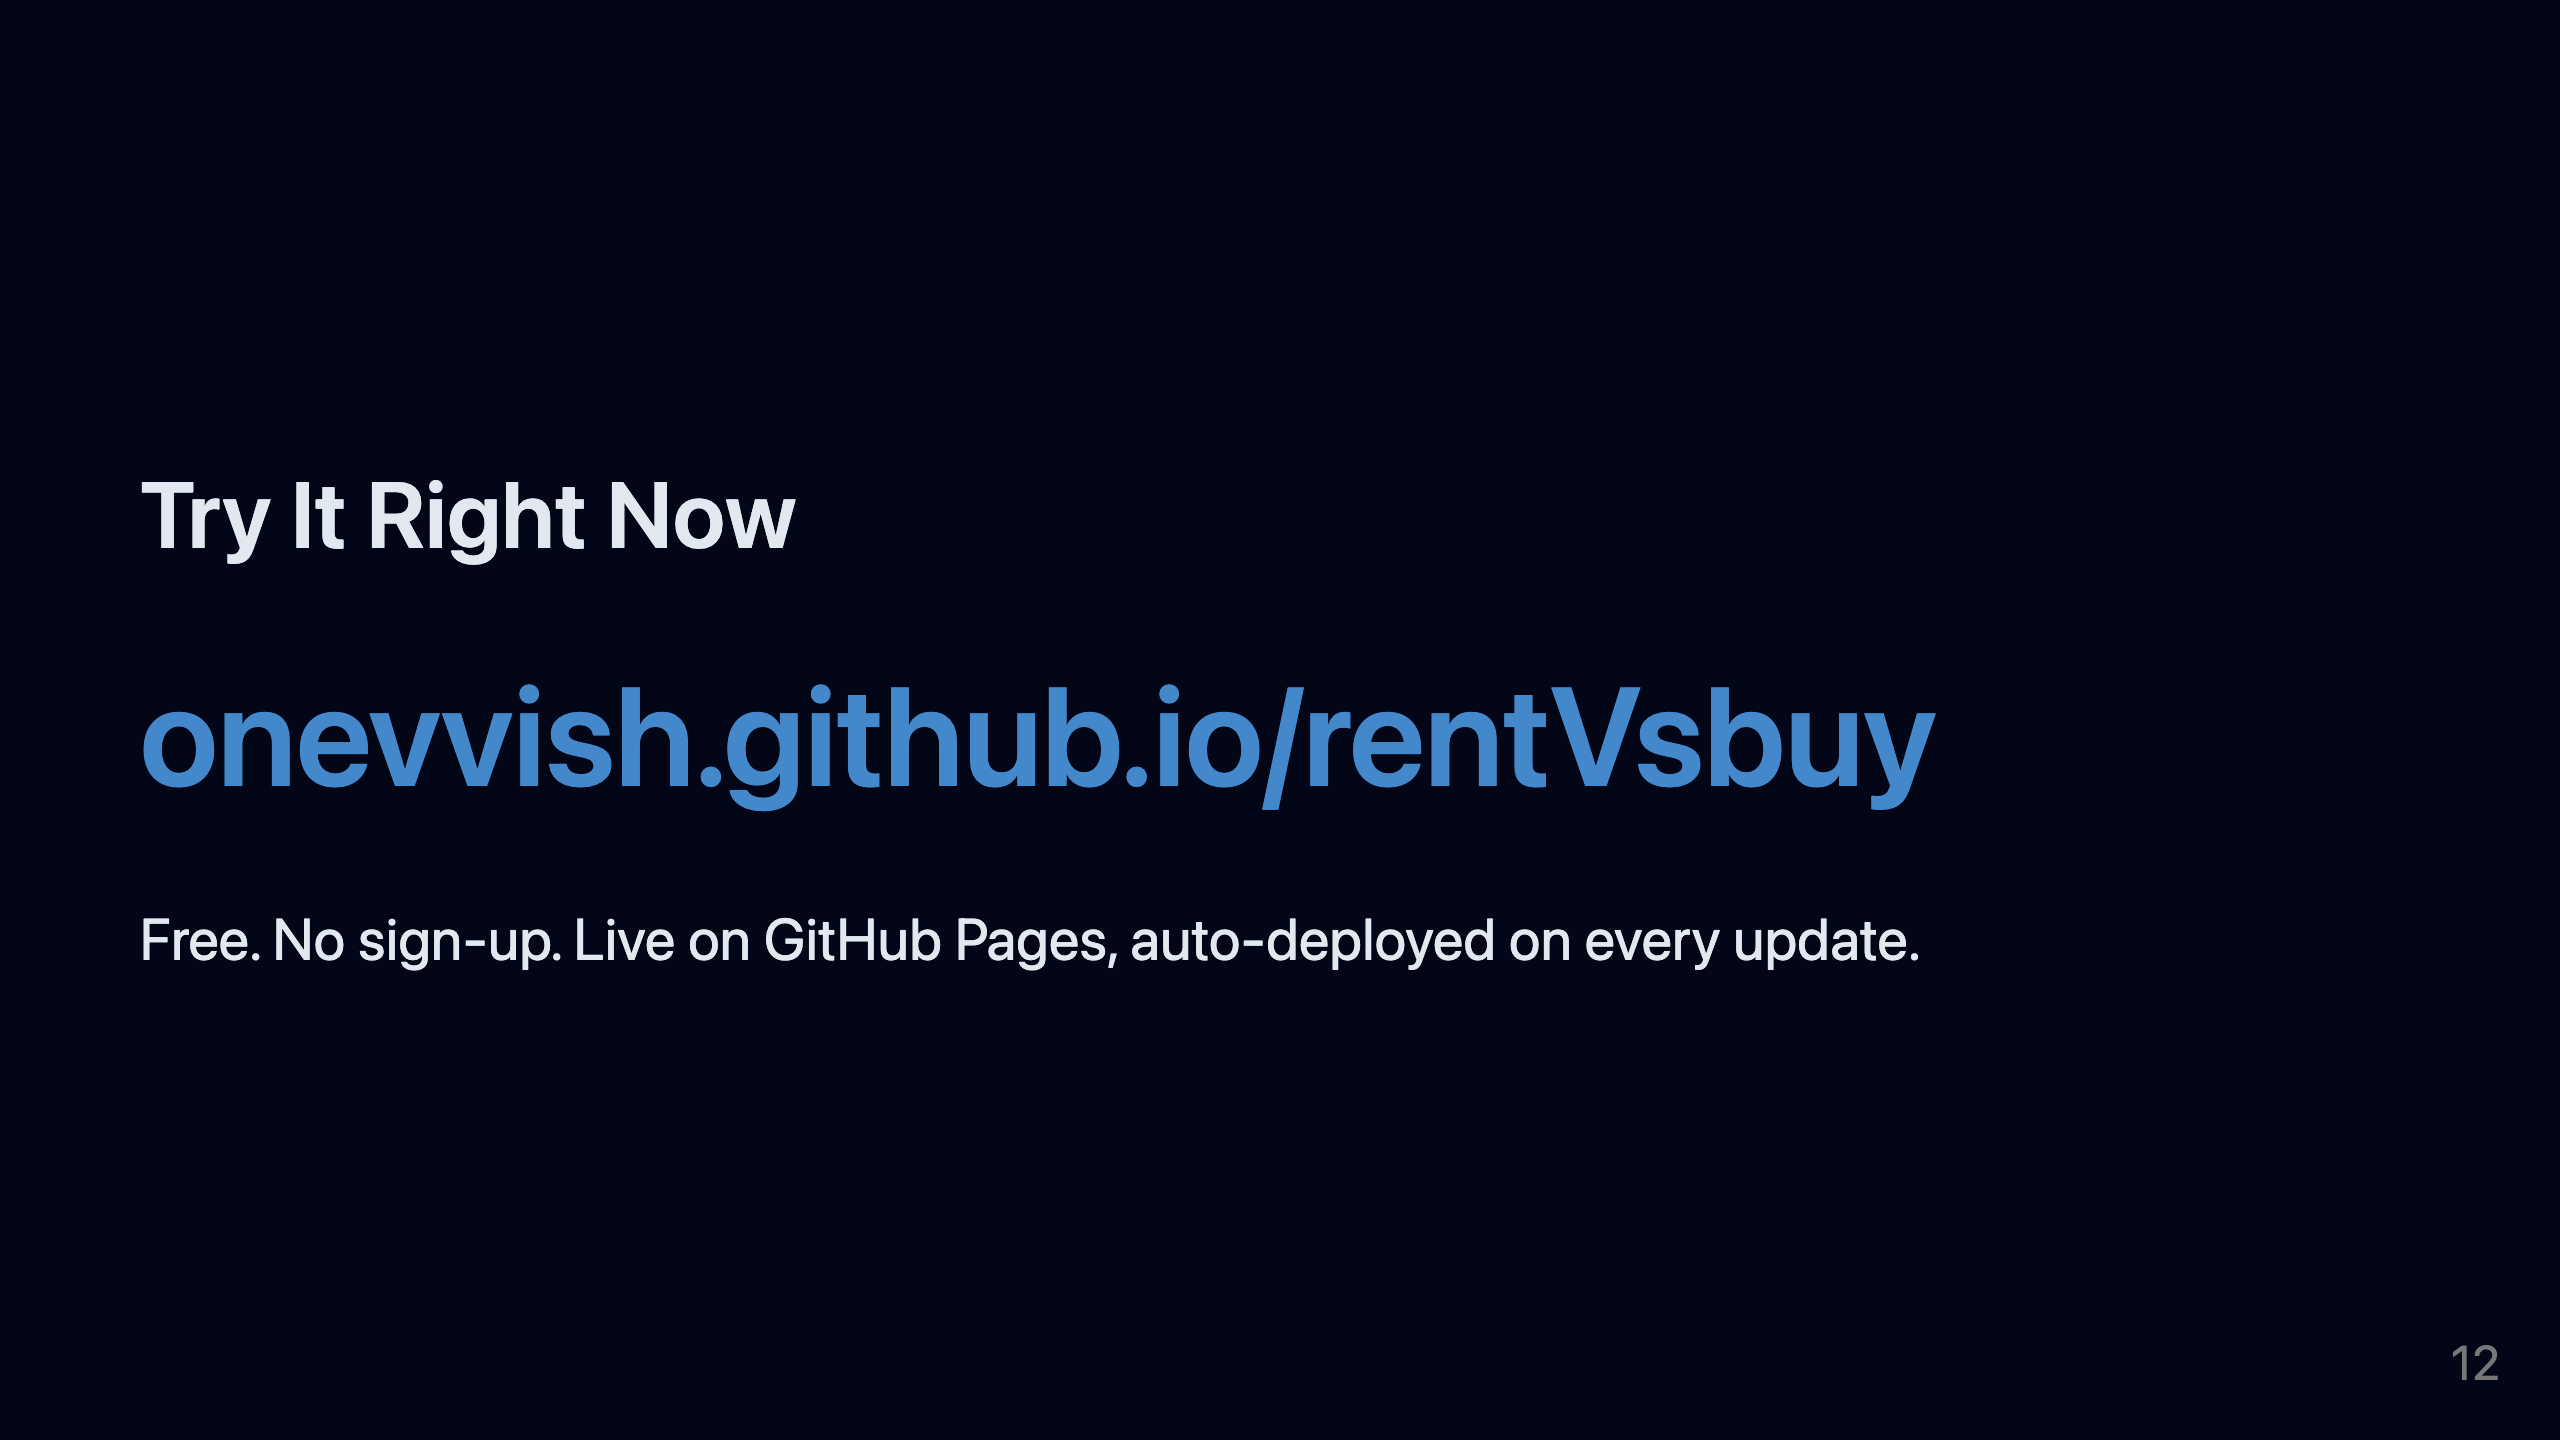 Try It Right Now
onevvish.github.io/rentVsbuy
Free. No sign-up. Live on GitHub Pages, auto-deployed on every update.
12